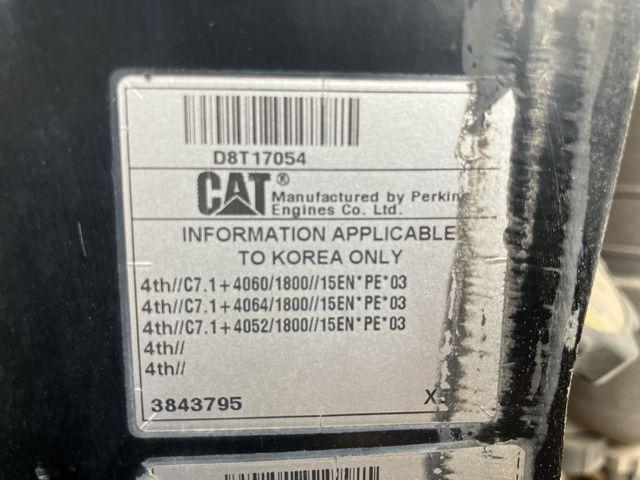 D8T17054
CAT®
Manufactured by Perkins
Engines Co. Ltd.
INFORMATION APPLICABLE
TO KOREA ONLY
4th//C7.1+4060/1800//15EN*PE*03
4th//C7.1+4064/1800//15EN*PE*03
4th//C7.1+4052/1800//15EN*PE*03
4th//
4th//
3843795